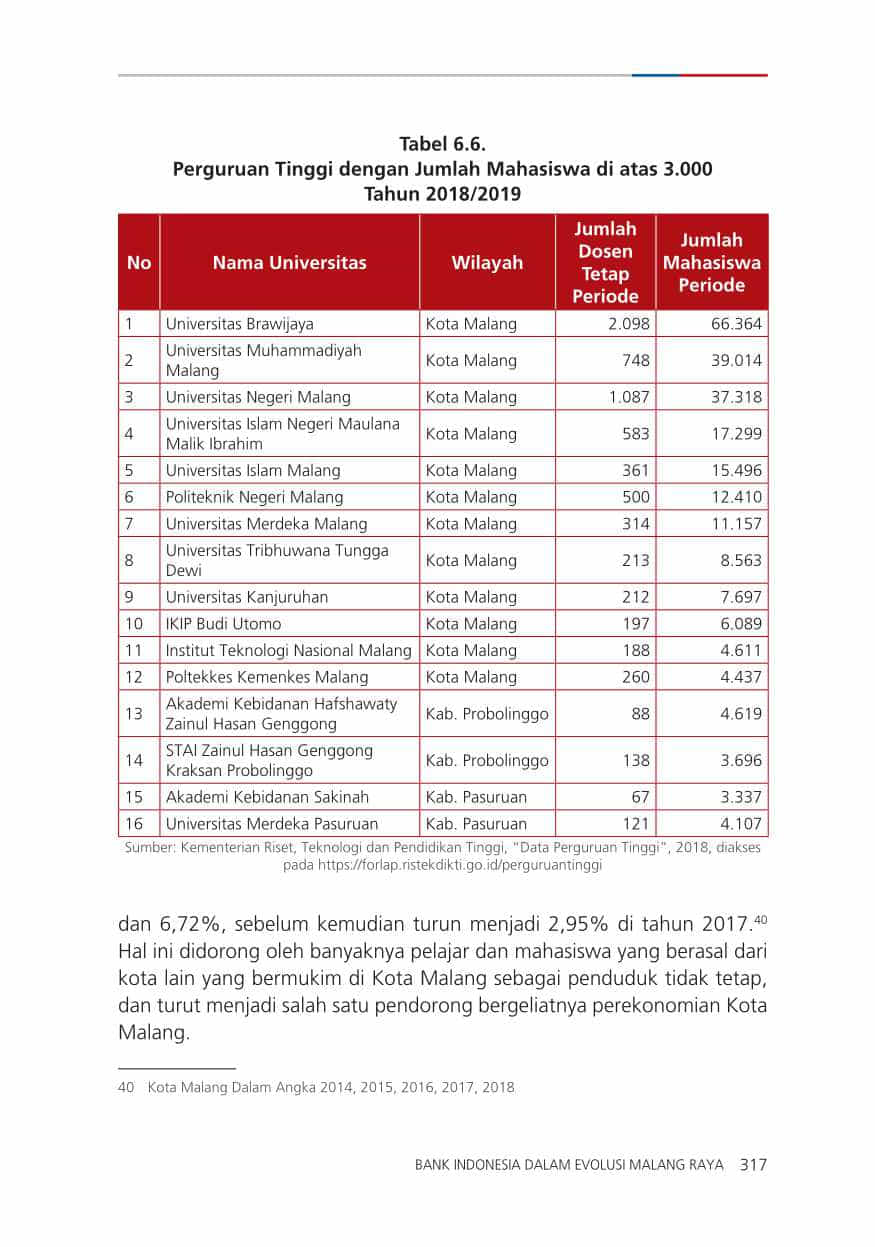 Tabel 6.6.
Perguruan Tinggi dengan Jumlah Mahasiswa di atas 3.000
Tahun 2018/2019
No Nama Universitas Wilayah Jumlah Dosen Tetap Periode Jumlah Mahasiswa Periode
1 Universitas Brawijaya Kota Malang 2.098 66.364
2 Universitas Muhammadiyah Malang Kota Malang 748 39.014
3 Universitas Negeri Malang Kota Malang 1.087 37.318
4 Universitas Islam Negeri Maulana Malik Ibrahim Kota Malang 583 17.299
5 Universitas Islam Malang Kota Malang 361 15.496
6 Politeknik Negeri Malang Kota Malang 500 12.410
7 Universitas Merdeka Malang Kota Malang 314 11.157
8 Universitas Tribhuwana Tungga Dewi Kota Malang 213 8.563
9 Universitas Kanjuruhan Kota Malang 212 7.697
10 IKIP Budi Utomo Kota Malang 197 6.089
11 Institut Teknologi Nasional Malang Kota Malang 188 4.611
12 Poltekkes Kemenkes Malang Kota Malang 260 4.437
13 Akademi Kebidanan Hafshawaty Zainul Hasan Genggong Kab. Probolinggo 88 4.619
14 STAI Zainul Hasan Genggong Kraksan Probolinggo Kab. Probolinggo 138 3.696
15 Akademi Kebidanan Sakinah Kab. Pasuruan 67 3.337
16 Universitas Merdeka Pasuruan Kab. Pasuruan 121 4.107
Sumber: Kementerian Riset, Teknologi dan Pendidikan Tinggi, “Data Perguruan Tinggi”, 2018, diakses
pada https://forlap.ristekdikti.go.id/perguruantinggi
dan 6,72%, sebelum kemudian turun menjadi 2,95% di tahun 2017.40
Hal ini didorong oleh banyaknya pelajar dan mahasiswa yang berasal dari
kota lain yang bermukim di Kota Malang sebagai penduduk tidak tetap,
dan turut menjadi salah satu pendorong bergeliatnya perekonomian Kota
Malang.
40 Kota Malang Dalam Angka 2014, 2015, 2016, 2017, 2018
BANK INDONESIA DALAM EVOLUSI MALANG RAYA 317